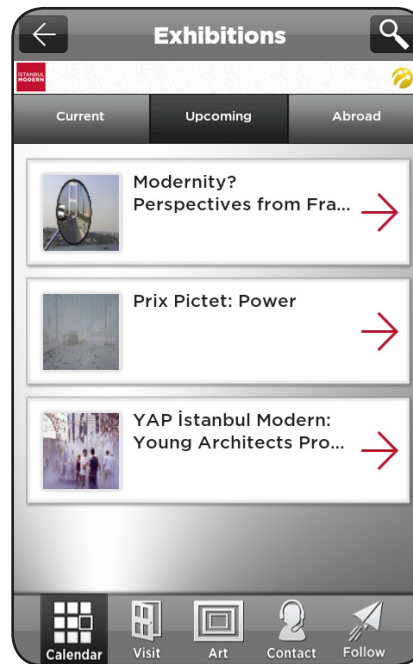 Exhibitions
İSTANBUL
MODERN
Current
Upcoming
Abroad
Modernity?
Perspectives from Fra...
Prix Pictet: Power
YAP İstanbul Modern:
Young Architects Pro...
Calendar
Visit
Art
Contact
Follow